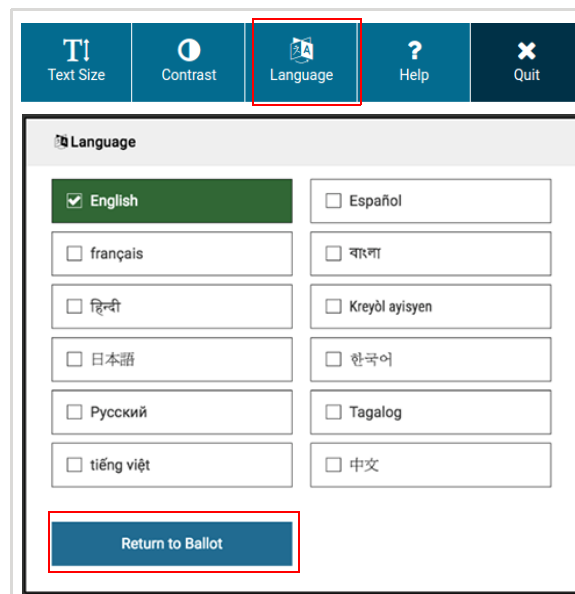 Text Size
Contrast
Language
Help
Quit
Language
English
Español
français
বাংলা
हिन्दी
Kreyòl ayisyen
日本語
한국어
Русский
Tagalog
tiếng việt
中文
Return to Ballot